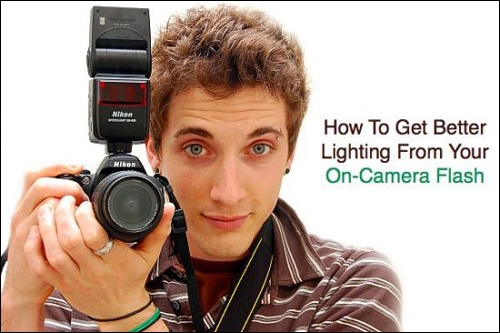 Nikon
Nikon
How To Get Better
Lighting From Your
On-Camera Flash